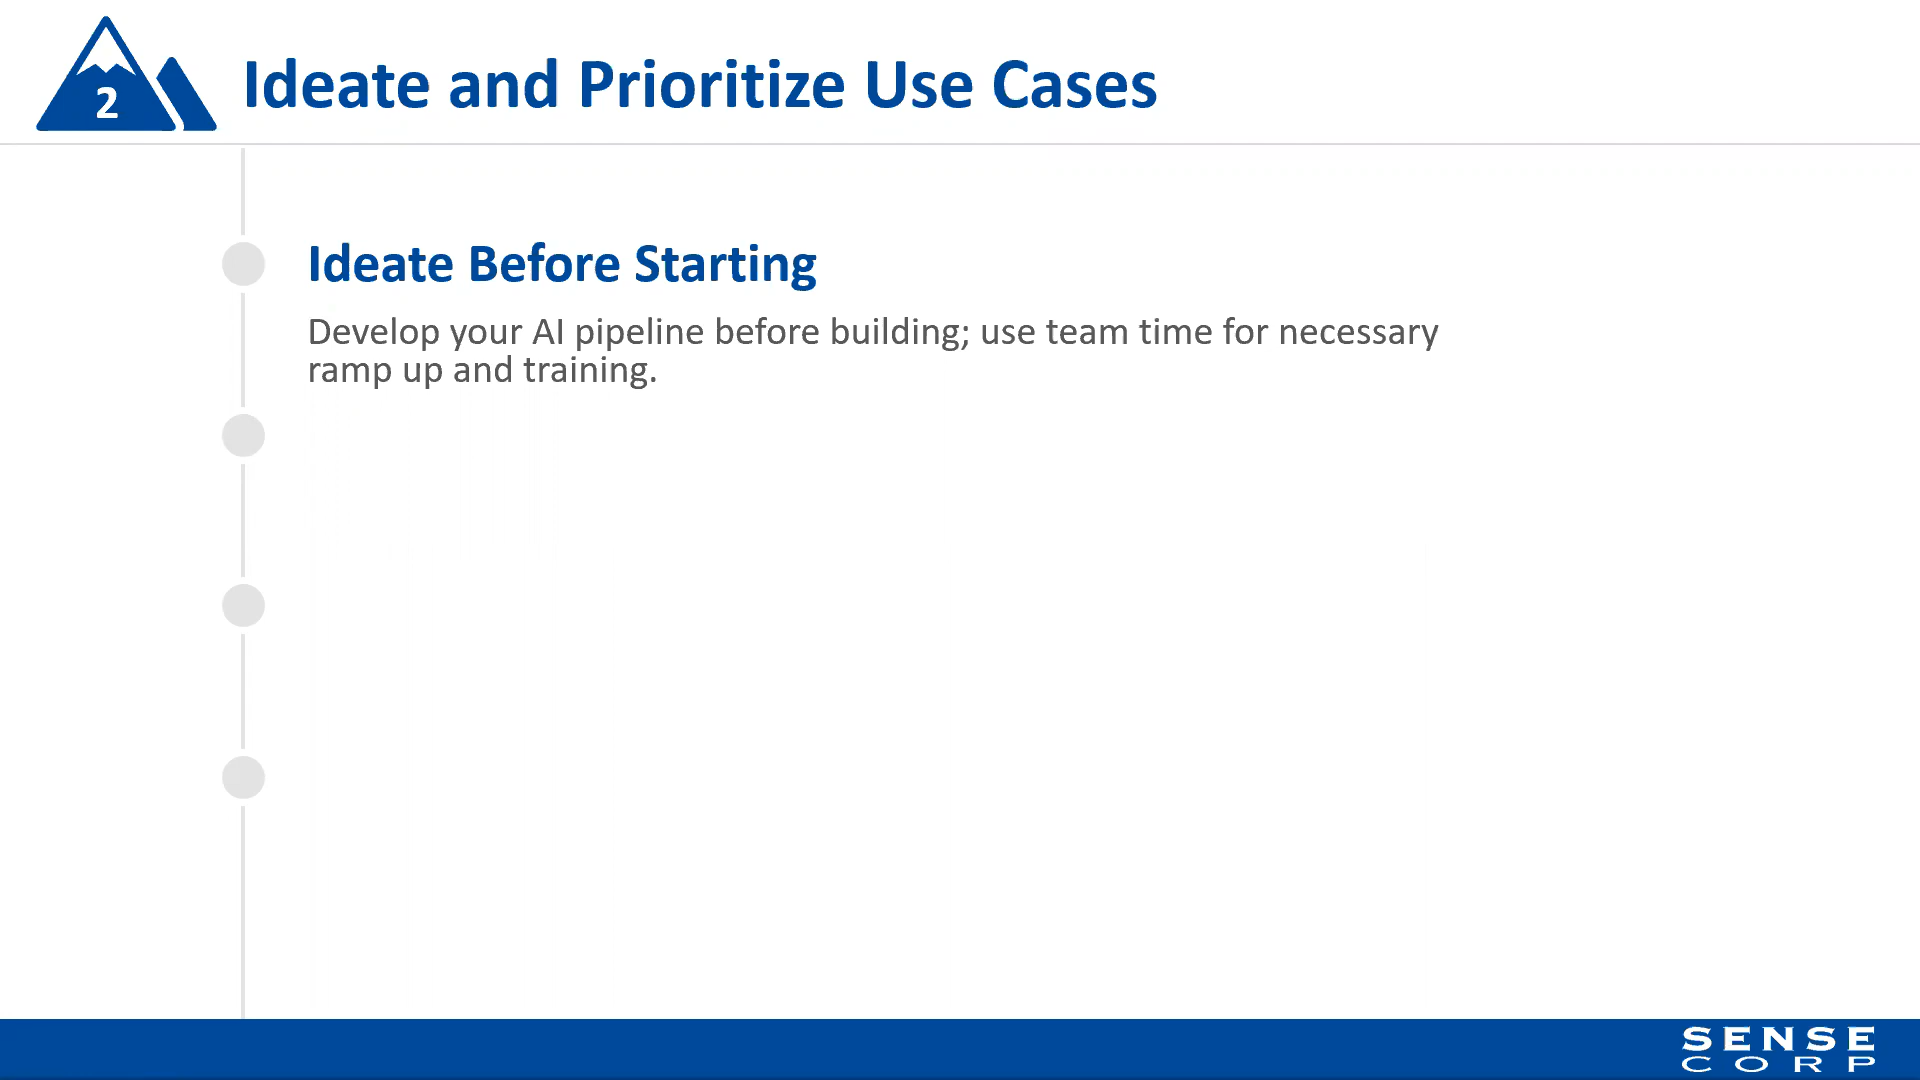 2
Ideate and Prioritize Use Cases
Ideate Before Starting
Develop your AI pipeline before building; use team time for necessary
ramp up and training.
SENSE
CORP